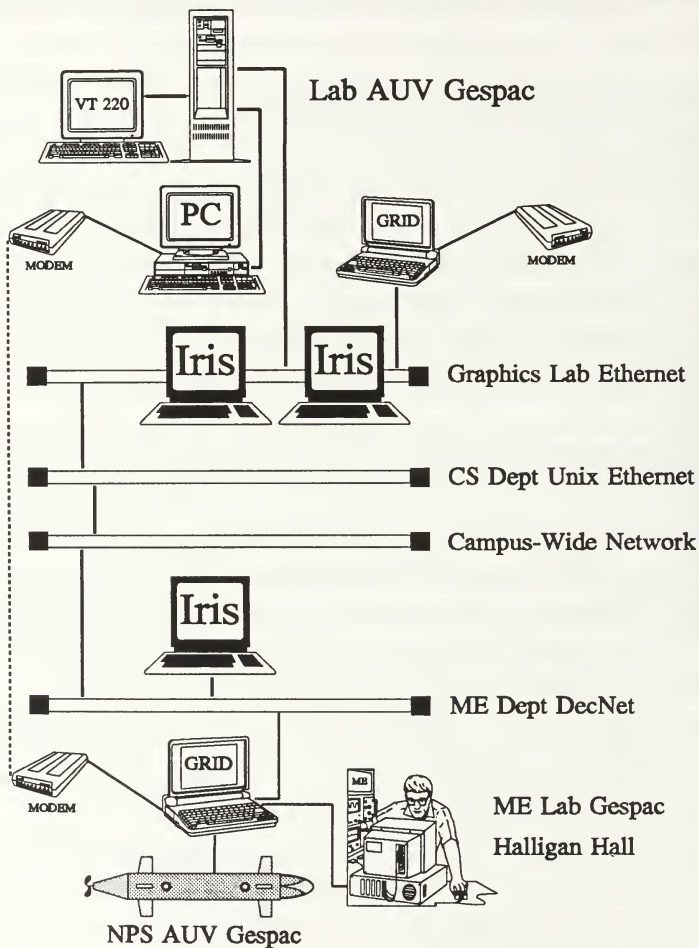 Lab AUV Gespac
VT 220
PC
GRID
MODEM
MODEM
Iris
Iris
Graphics Lab Ethernet
CS Dept Unix Ethernet
Campus-Wide Network
Iris
ME Dept DecNet
GRID
MODEM
ME
ME Lab Gespac
Halligan Hall
NPS AUV Gespac